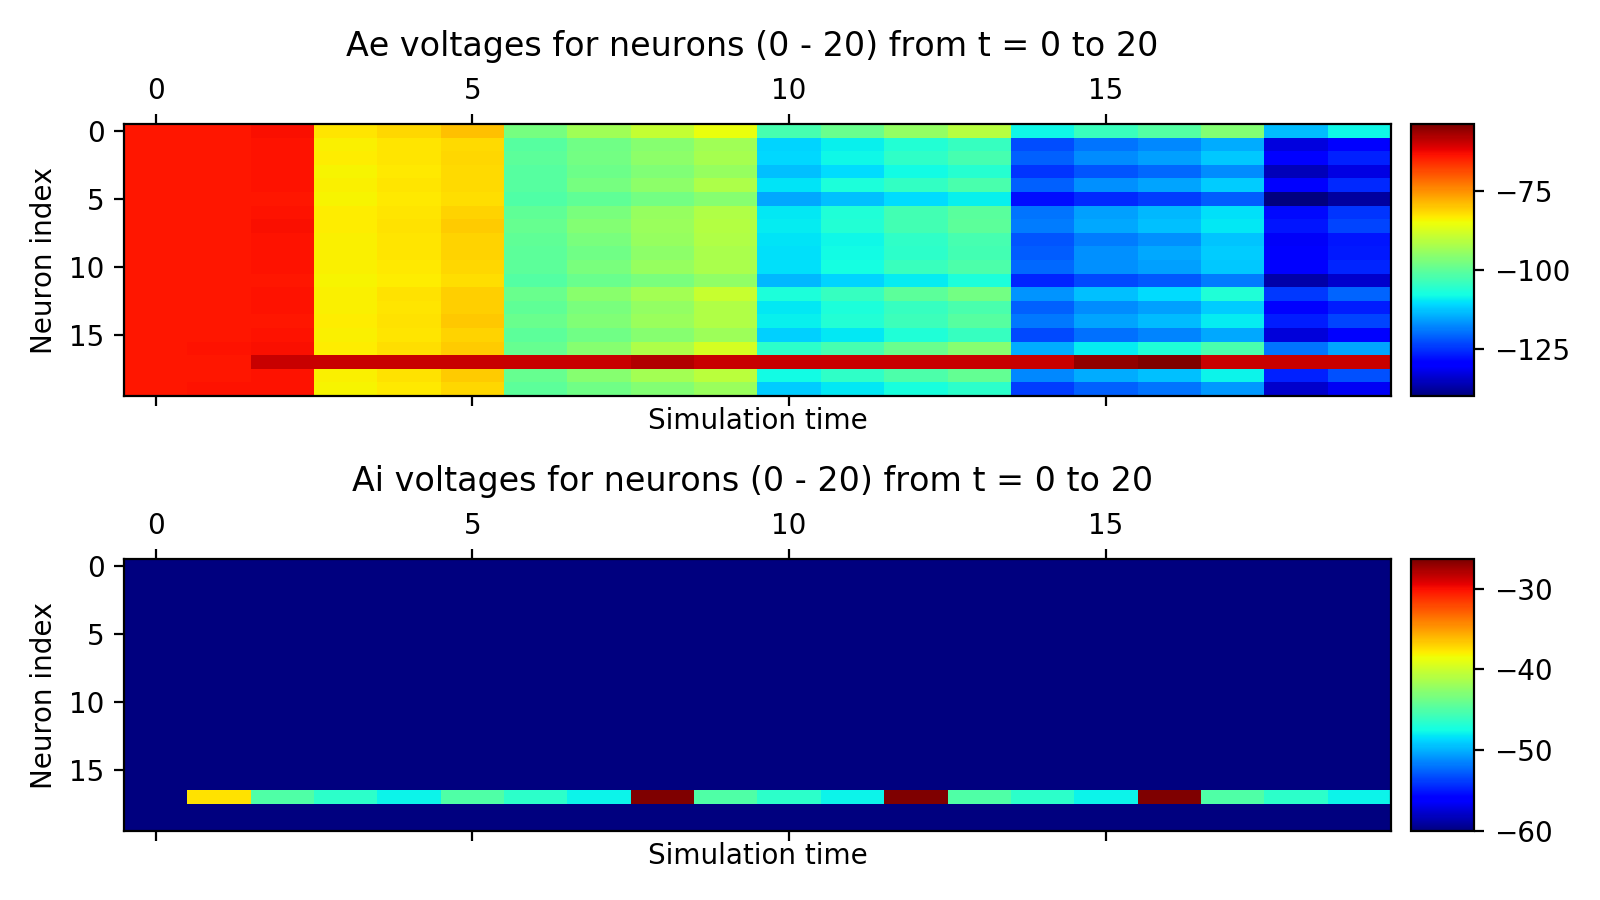 Ae voltages for neurons (0 - 20) from t = 0 to 20
0 5 10 15
Neuron index
0
5
10
15
−75
−100
−125
Simulation time
Ai voltages for neurons (0 - 20) from t = 0 to 20
0 5 10 15
Neuron index
0
5
10
15
−30
−40
−50
−60
Simulation time